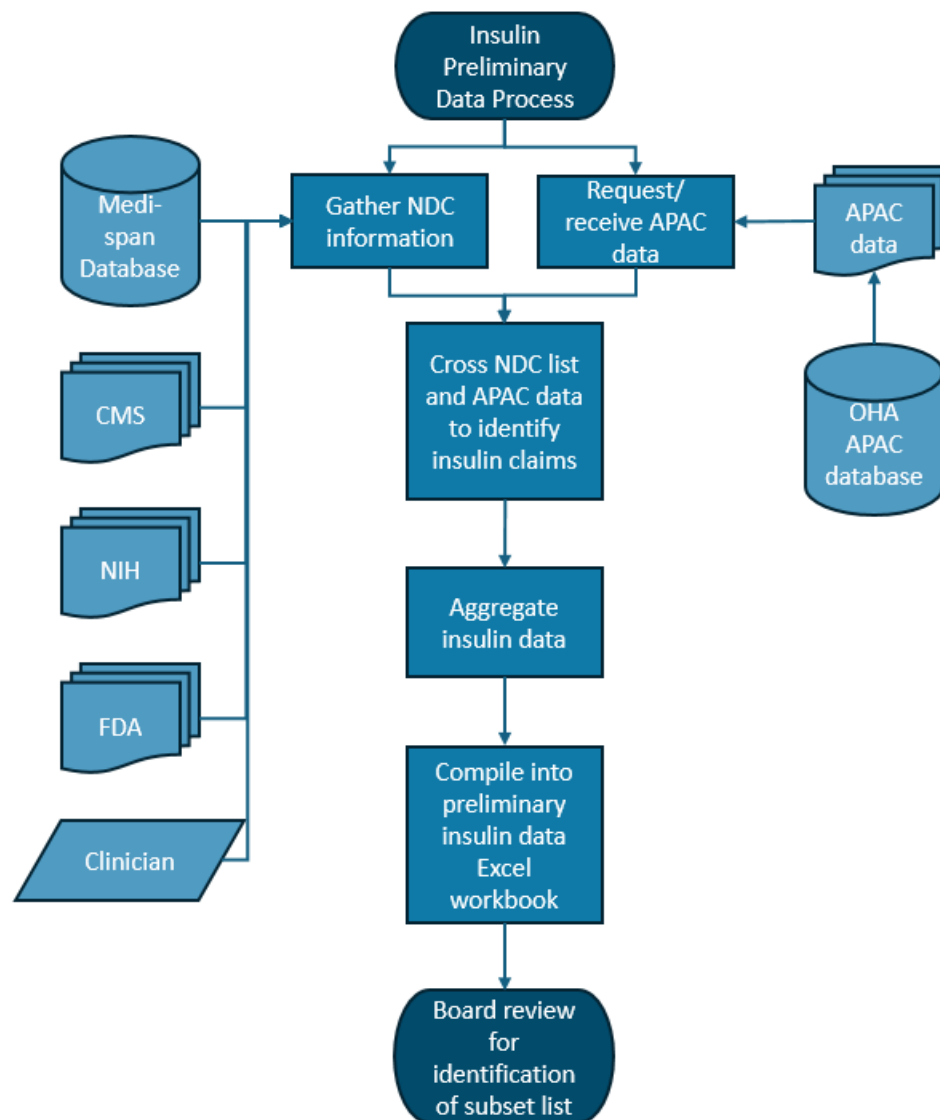 Insulin
Preliminary
Data Process
Medi-
span
Database
Gather NDC
information
Request/
receive APAC
data
APAC
data
CMS
Cross NDC list
and APAC data
to identify
insulin claims
OHA
APAC
database
NIH
Aggregate
insulin data
FDA
Compile into
preliminary
insulin data
Excel
workbook
Clinician
Board review
for
identification
of subset list